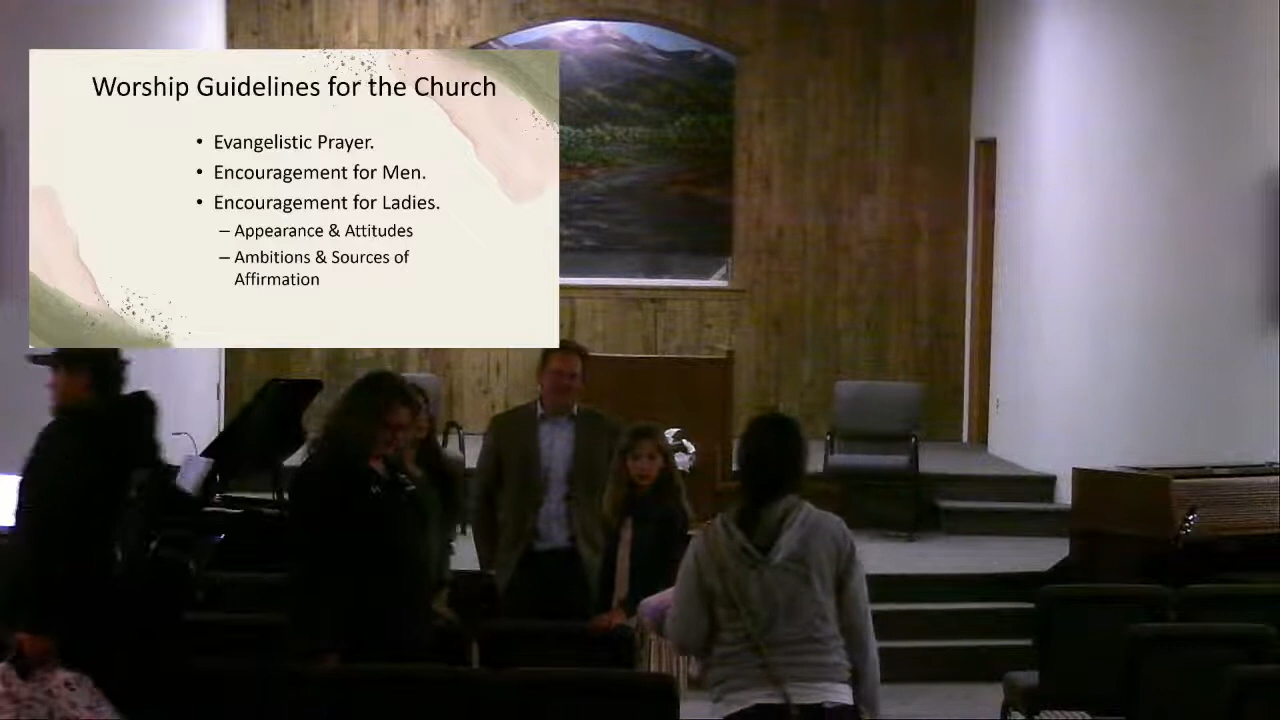 Worship Guidelines for the Church
• Evangelistic Prayer.
• Encouragement for Men.
• Encouragement for Ladies.
– Appearance & Attitudes
– Ambitions & Sources of
Affirmation